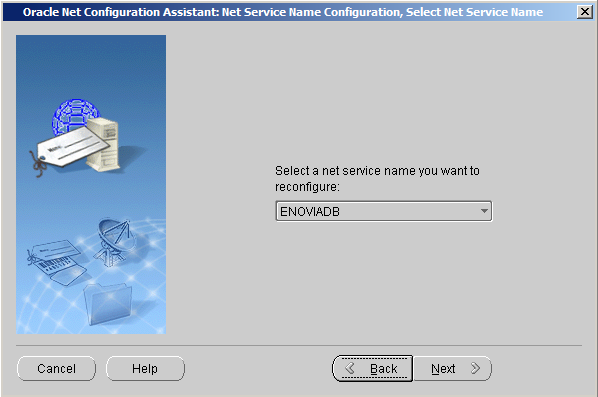 Oracle Net Configuration Assistant: Net Service Name Configuration, Select Net Service Name
Select a net service name you want to
reconfigure:
ENOVIADB
Cancel
Help
Back
Next